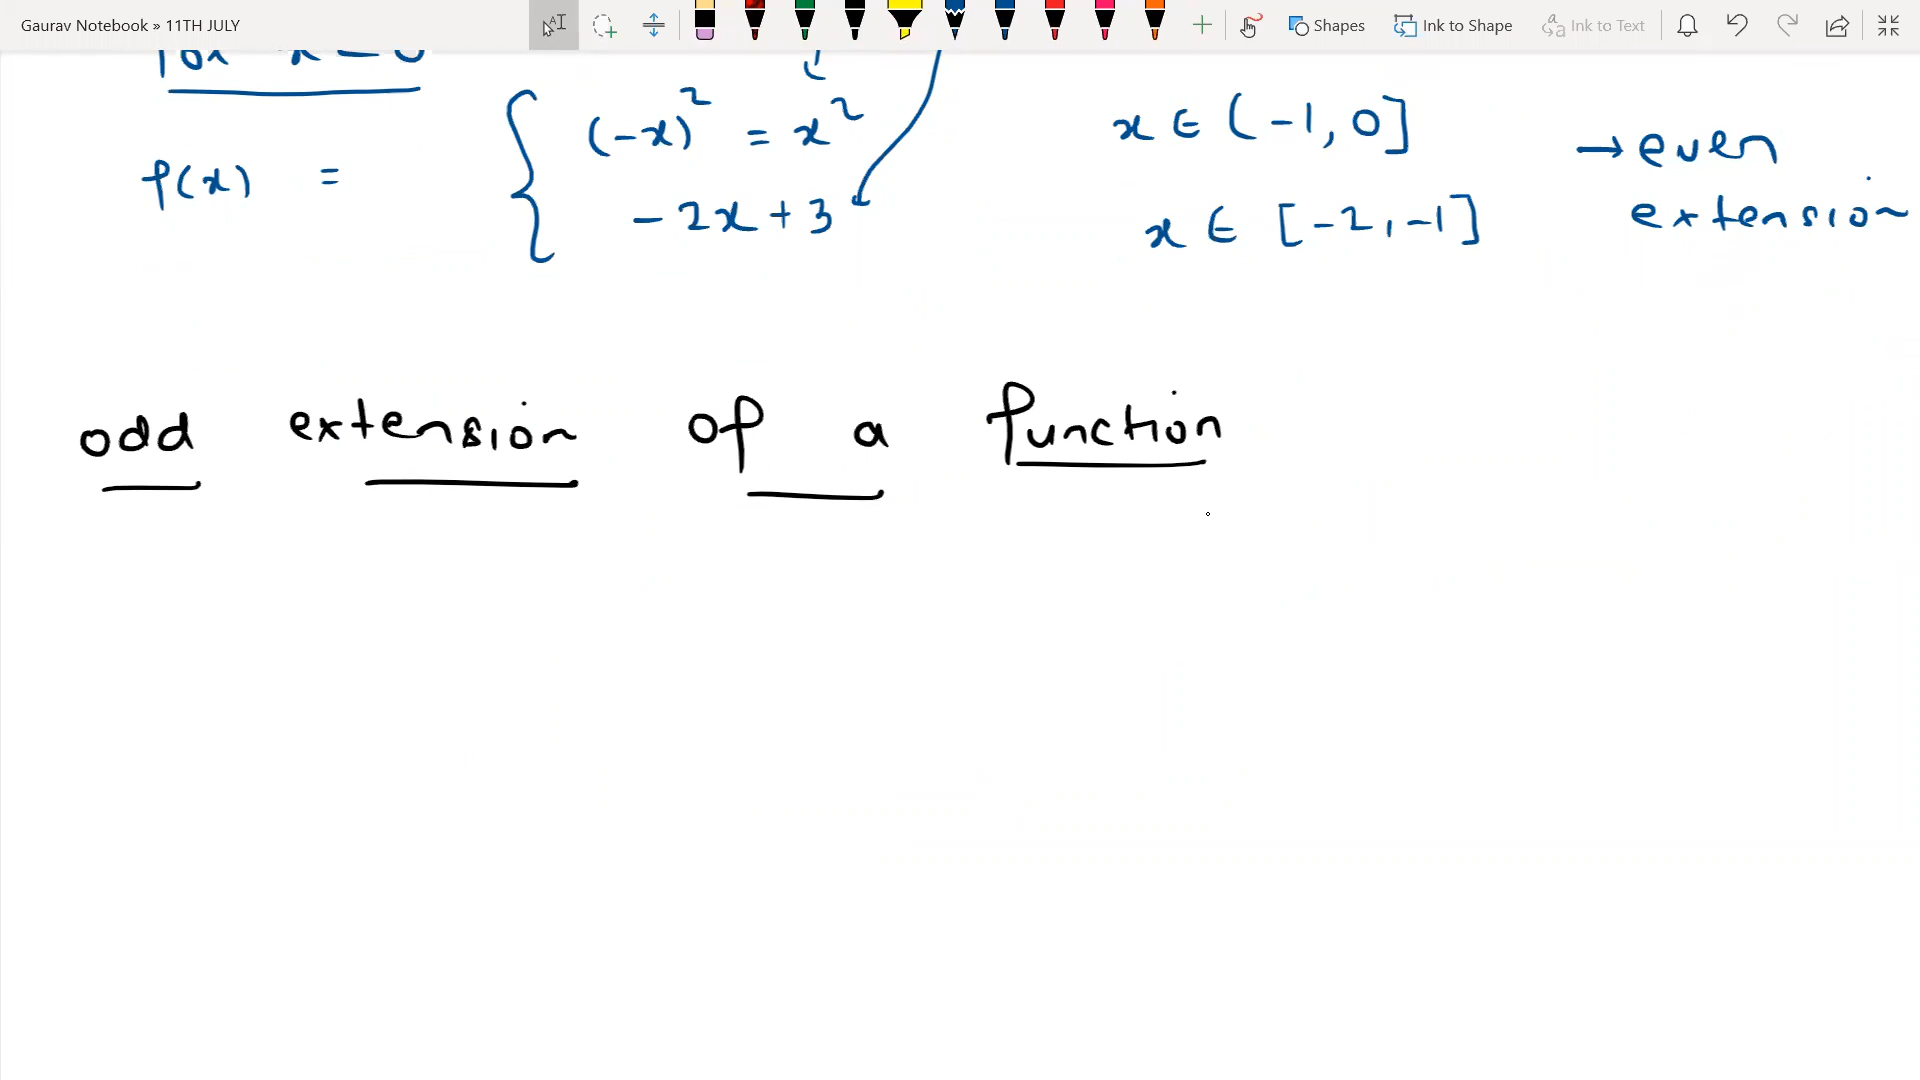 Gaurav Notebook » 11TH JULY
Shapes
Ink to Shape
Ink to Text
f(x) = { (-x)² = x² x ∈ (-1, 0]
-2x + 3 x ∈ [-2, -1]
→ even
extension
odd extension of a function